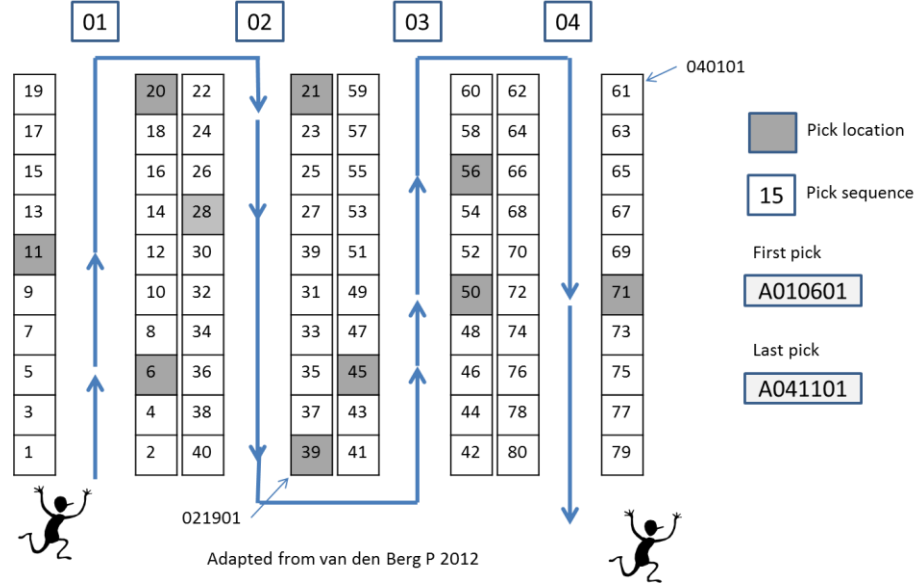 01 02 03 04
040101
19 20 22 21 59 60 62 61
17 18 24 23 57 58 64 63
15 16 26 25 55 56 66 65
13 14 28 27 53 54 68 67
11 12 30 39 51 52 70 69
9 10 32 31 49 50 72 71
7 8 34 33 47 48 74 73
5 6 36 35 45 46 76 75
3 4 38 37 43 44 78 77
1 2 40 39 41 42 80 79
021901
Adapted from van den Berg P 2012
Pick location
15 Pick sequence
First pick
A010601
Last pick
A041101